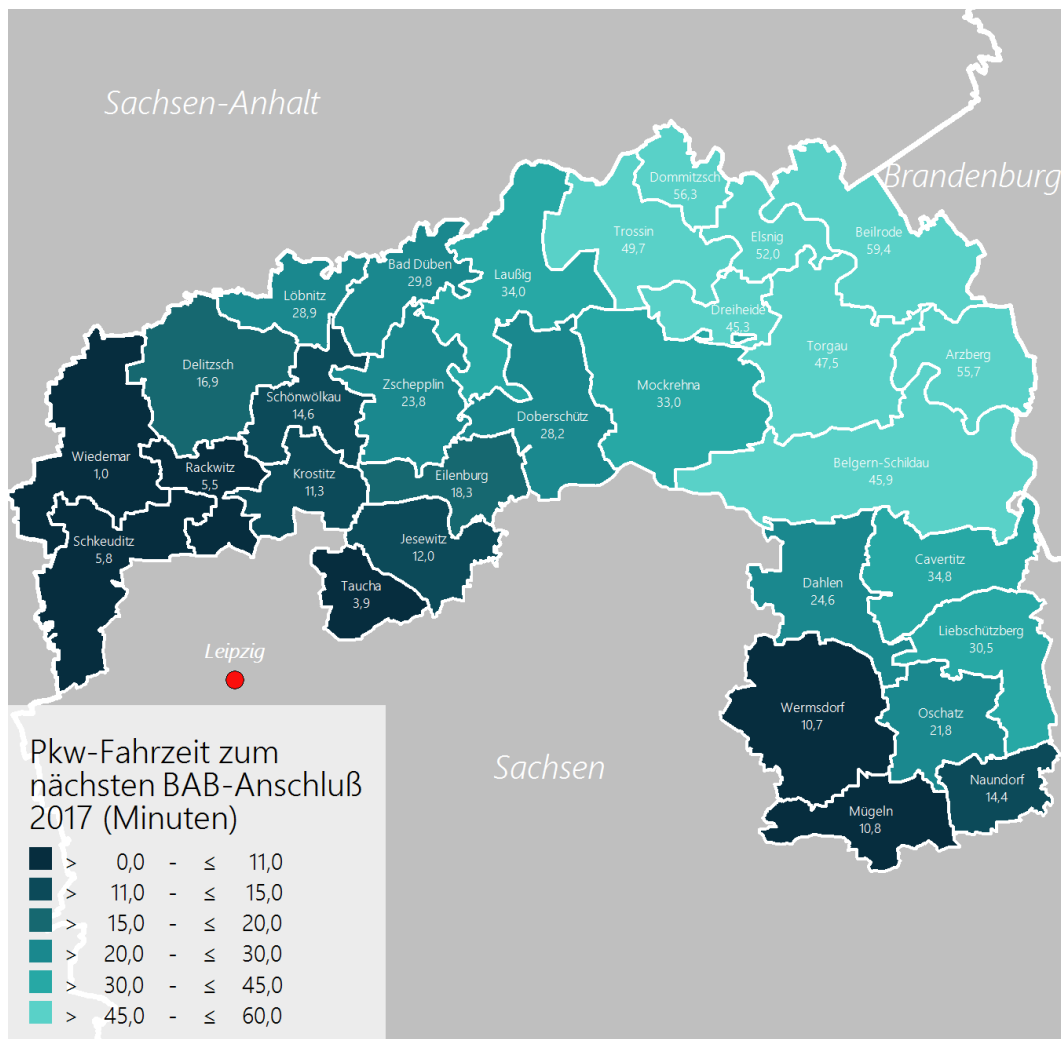 Sachsen-Anhalt
Brandenburg
Dommitzsch
56,3
Trossin
49,7
Elsnig
52,0
Beilrode
59,4
Bad Düben
29,8
Laußig
34,0
Löbnitz
28,9
Dreiheide
45,3
Torgau
47,5
Arzberg
55,7
Delitzsch
16,9
Zschepplin
23,8
Mockrehna
33,0
Schönwölkau
14,6
Doberschütz
28,2
Wiedemar
1,0
Rackwitz
5,5
Krostitz
11,3
Eilenburg
18,3
Belgern-Schildau
45,9
Schkeuditz
5,8
Jesewitz
12,0
Taucha
3,9
Cavertitz
34,8
Dahlen
24,6
Liebschützberg
30,5
Leipzig
Wermsdorf
10,7
Oschatz
21,8
Sachsen
Naundorf
14,4
Mügeln
10,8
Pkw-Fahrzeit zum
nächsten BAB-Anschluß
2017 (Minuten)
> 0,0 - ≤ 11,0
> 11,0 - ≤ 15,0
> 15,0 - ≤ 20,0
> 20,0 - ≤ 30,0
> 30,0 - ≤ 45,0
> 45,0 - ≤ 60,0